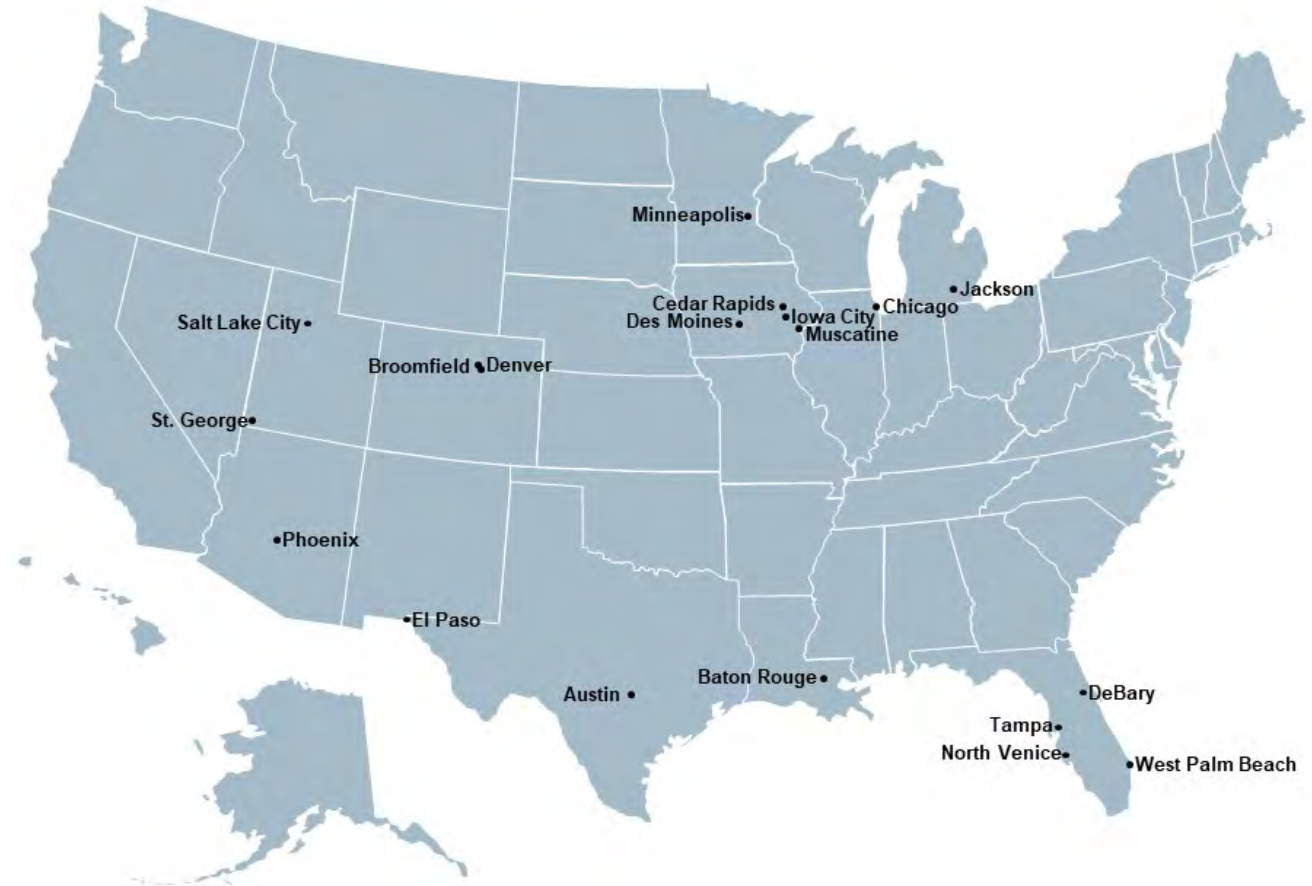 Minneapolis
Jackson
Cedar Rapids
Chicago
Iowa City
Des Moines
Salt Lake City
Muscatine
Broomfield
Denver
St. George
Phoenix
El Paso
Baton Rouge
Austin
DeBary
Tampa
North Venice
West Palm Beach